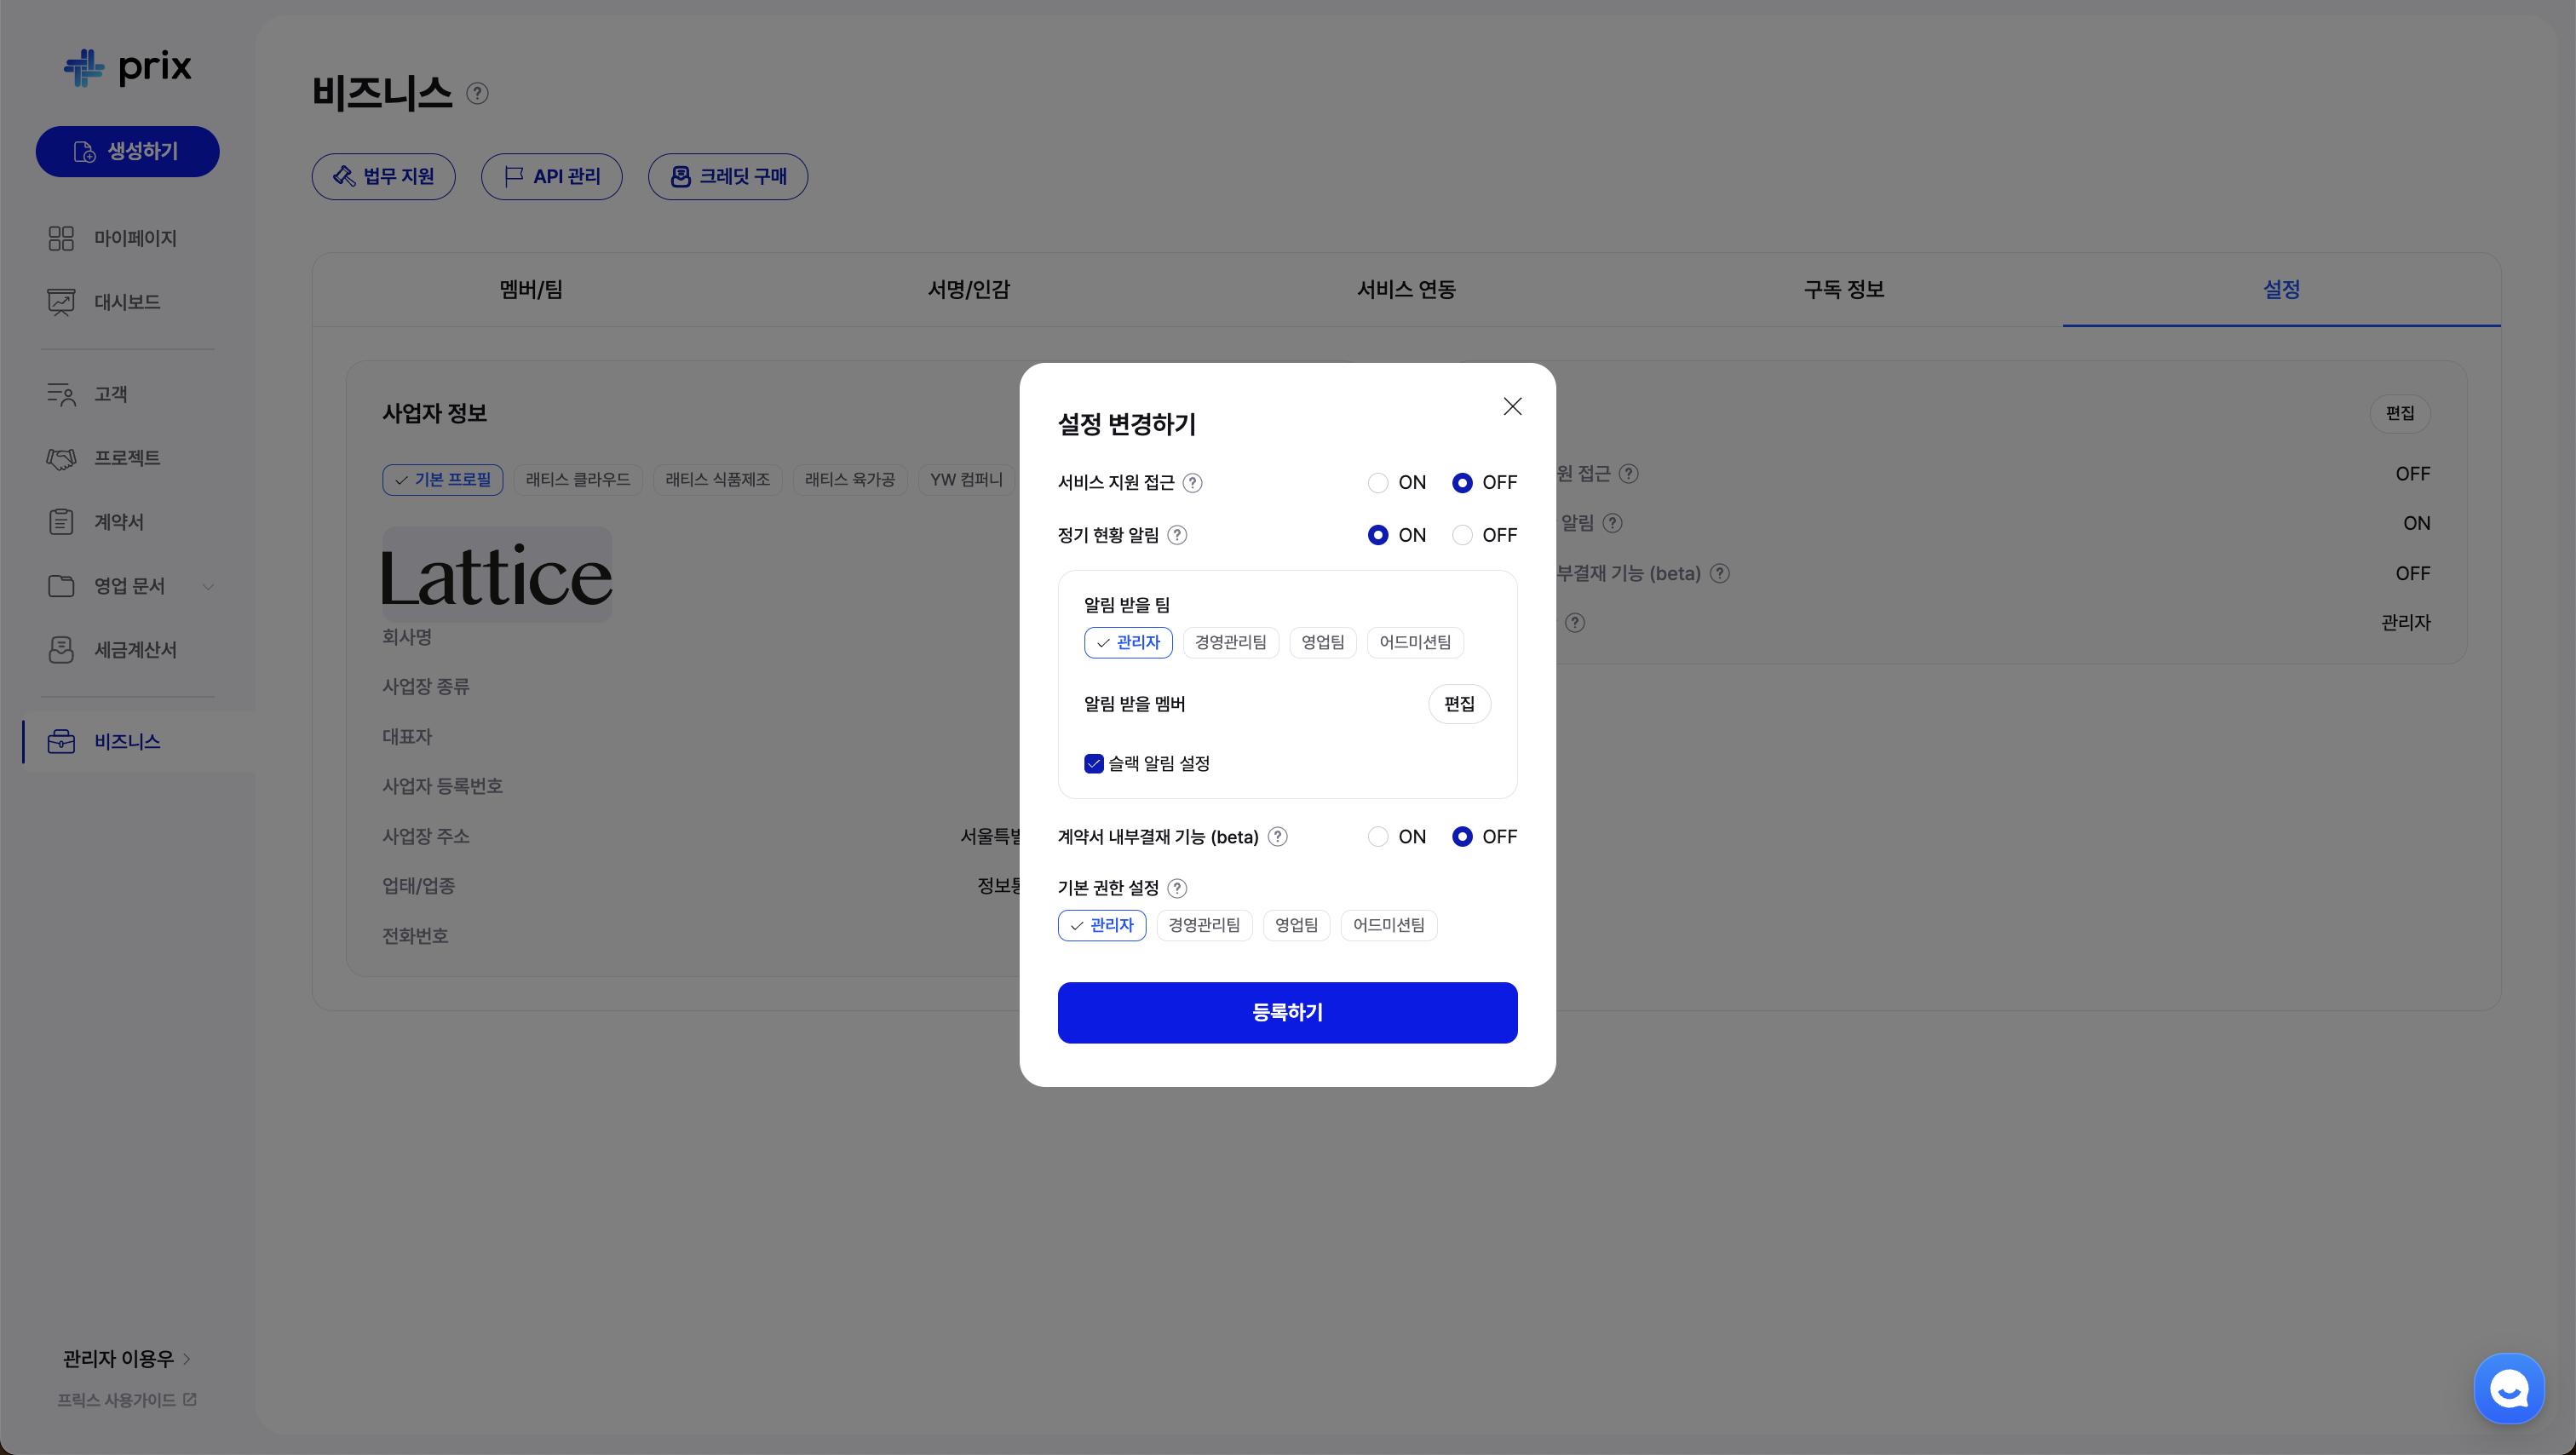 prix
생성하기
마이페이지
대시보드
고객
프로젝트
계약서
영업 문서
세금계산서
비즈니스
관리자 이용우
프릭스 사용가이드
비즈니스
법무 지원
API 관리
크레딧 구매
멤버/팀
서명/인감
서비스 연동
구독 정보
설정
사업자 정보
기본 프로필
래티스 클라우드
래티스 식품제조
래티스 육가공
YW 컴퍼니
Lattice
회사명
사업장 종류
대표자
사업자 등록번호
사업장 주소
서울특별
업태/업종
정보통
전화번호
편집
원 접근
OFF
알림
ON
부결재 기능 (beta)
OFF
관리자
설정 변경하기
서비스 지원 접근
ON
OFF
정기 현황 알림
ON
OFF
알림 받을 팀
관리자
경영관리팀
영업팀
어드미션팀
알림 받을 멤버
편집
슬랙 알림 설정
계약서 내부결재 기능 (beta)
ON
OFF
기본 권한 설정
관리자
경영관리팀
영업팀
어드미션팀
등록하기